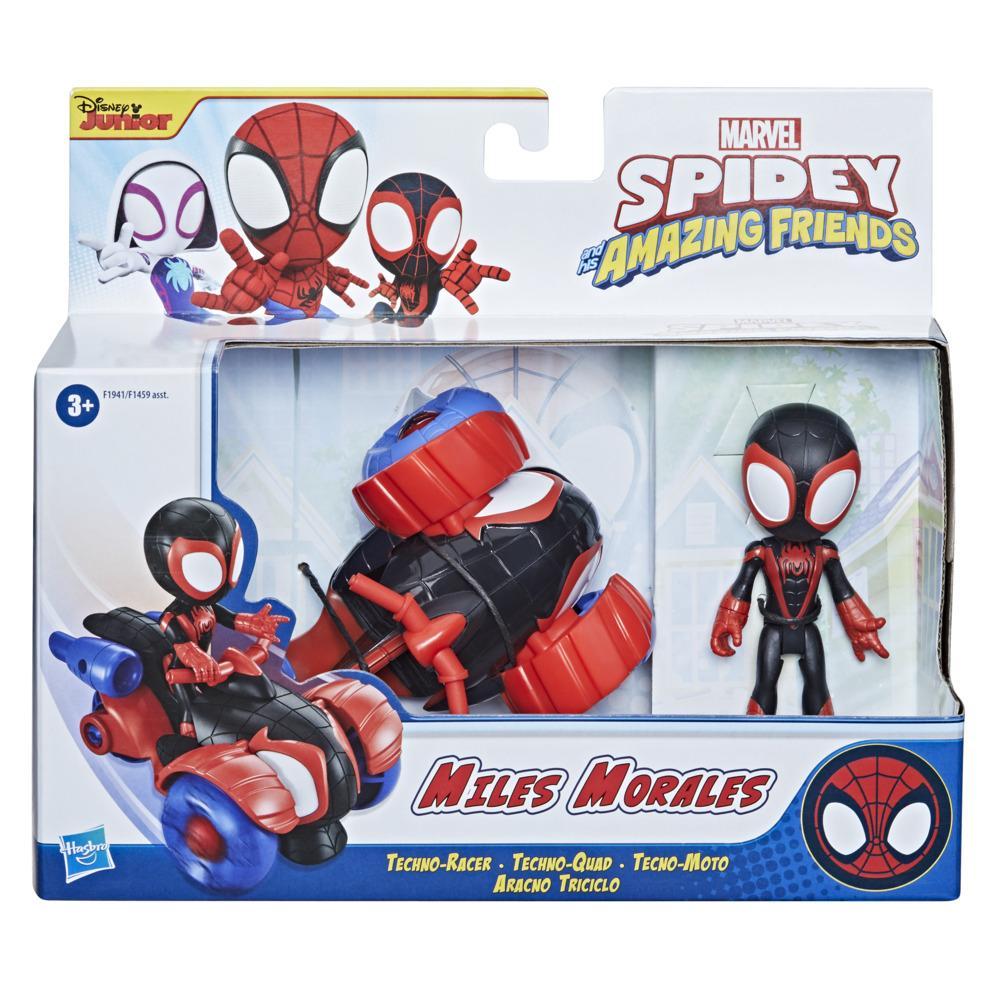 Disney
Junior
MARVEL
SPIDEY
and his
AMAZING FRIENDS
3+
F1941/F1459 asst.
MILES MORALES
TECHNO-RACER · TECHNO-QUAD · TECNO-MOTO
ARACNO TRICICLO
Hasbro